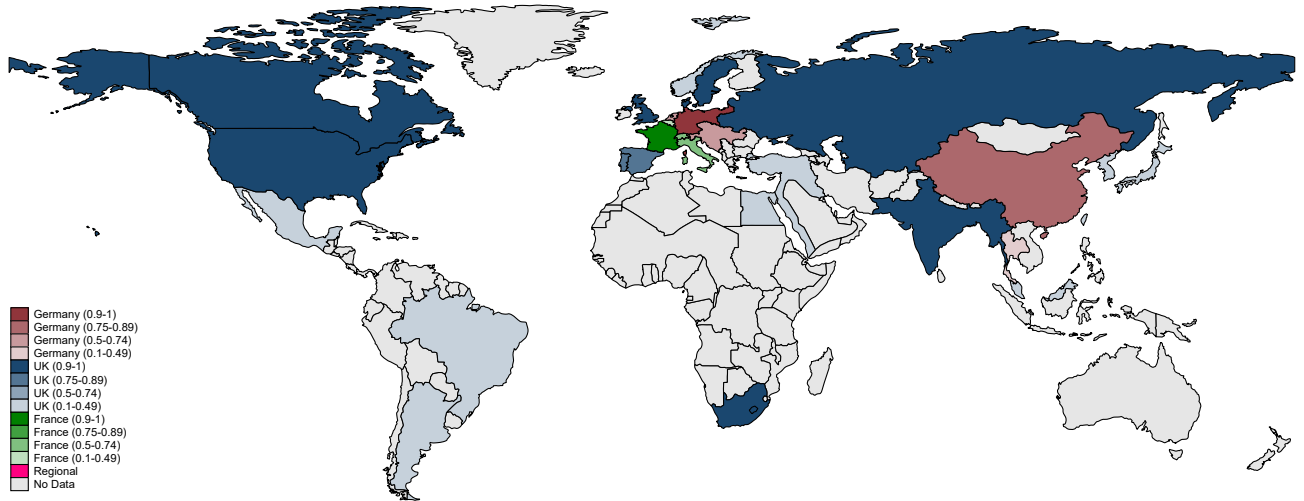 Germany (0.9-1)
Germany (0.75-0.89)
Germany (0.5-0.74)
Germany (0.1-0.49)
UK (0.9-1)
UK (0.75-0.89)
UK (0.5-0.74)
UK (0.1-0.49)
France (0.9-1)
France (0.75-0.89)
France (0.5-0.74)
France (0.1-0.49)
Regional
No Data